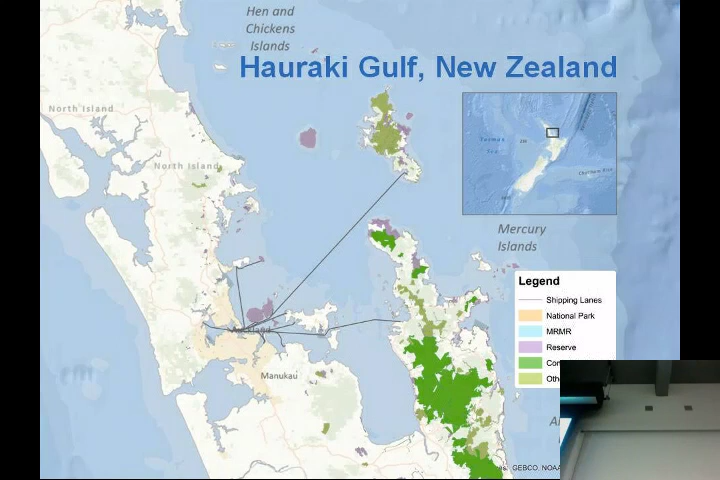 Hen and
Chickens
Islands
Hauraki Gulf, New Zealand
North Island
North Island
Mercury
Islands
Legend
Shipping Lanes
National Park
MRMR
Reserve
Auckland
Manukau
GEBCO, NOAA